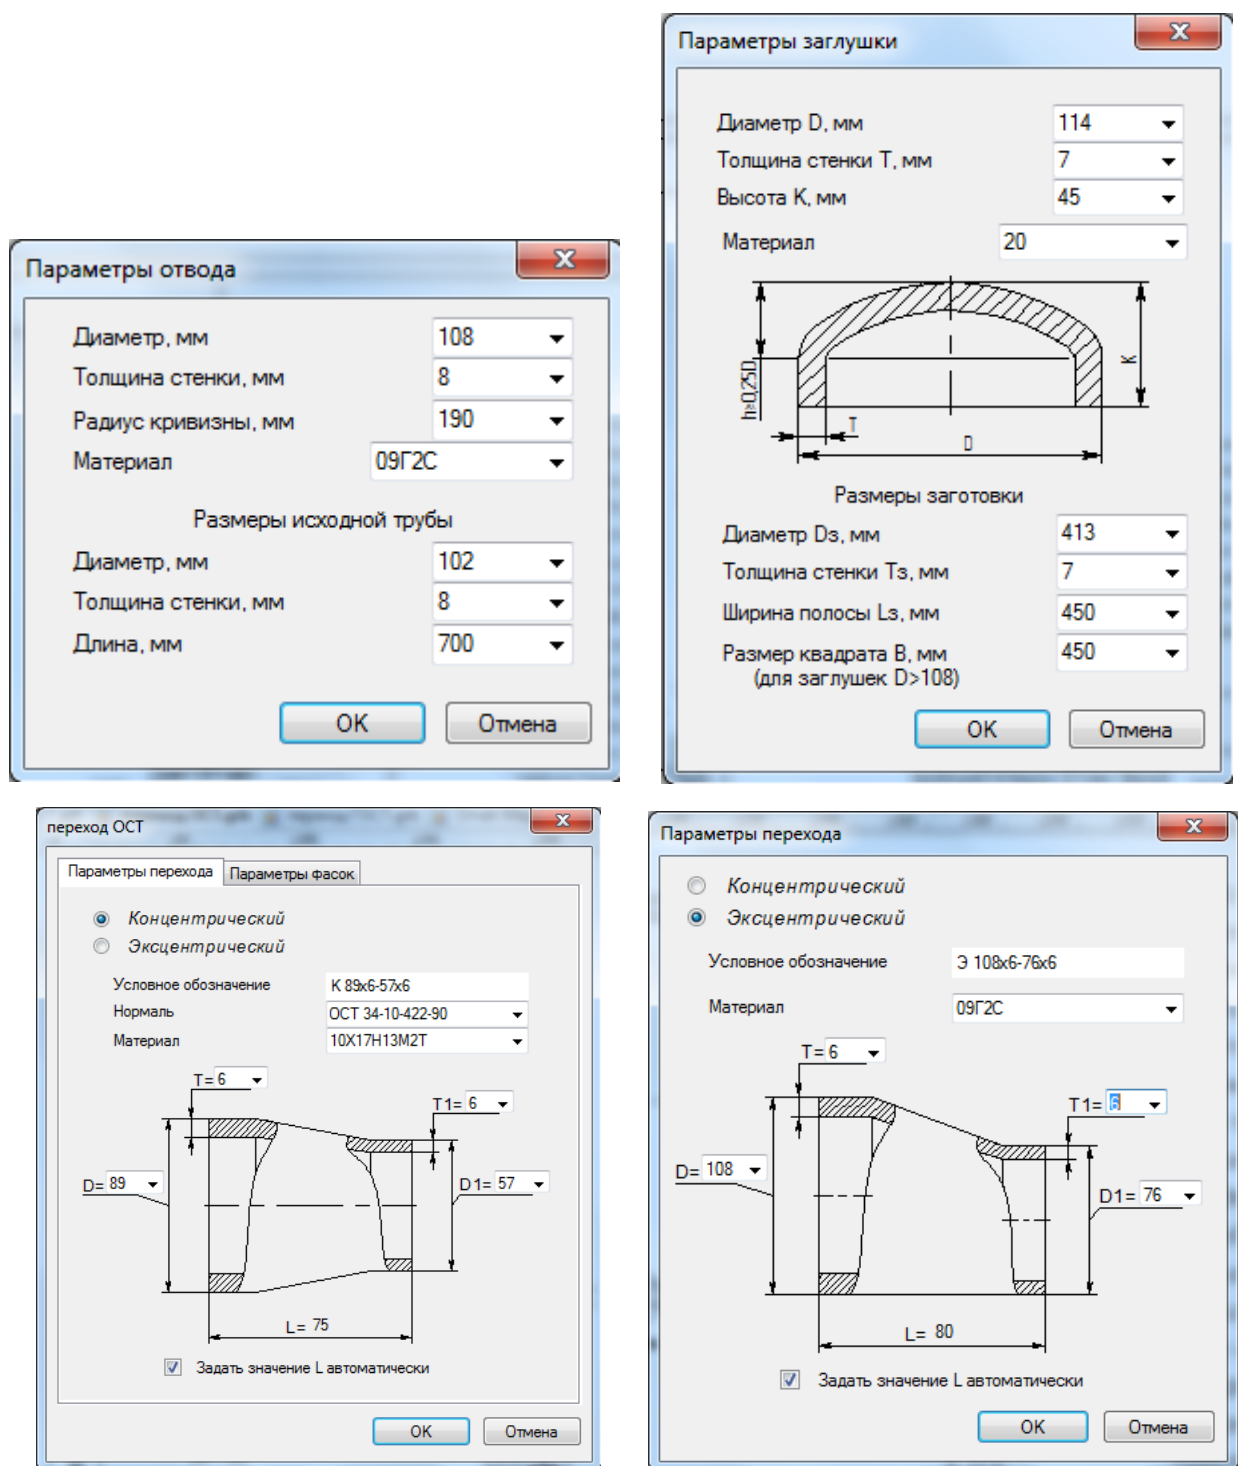 Параметры отвода
Диаметр, мм 108
Толщина стенки, мм 8
Радиус кривизны, мм 190
Материал 09Г2С
Размеры исходной трубы
Диаметр, мм 102
Толщина стенки, мм 8
Длина, мм 700
OK Отмена
Параметры заглушки
Диаметр D, мм 114
Толщина стенки T, мм 7
Высота K, мм 45
Материал 20
h≥0,25D
K
T
D
Размеры заготовки
Диаметр Dз, мм 413
Толщина стенки Tз, мм 7
Ширина полосы Lз, мм 450
Размер квадрата B, мм 450
(для заглушек D>108)
OK Отмена
переход ОСТ
Параметры перехода Параметры фасок
Концентрический
Эксцентрический
Условное обозначение К 89х6-57х6
Нормаль ОСТ 34-10-422-90
Материал 10Х17Н13М2Т
T= 6
T1= 6
D= 89
D1= 57
L= 75
Задать значение L автоматически
OK Отмена
Параметры перехода
Концентрический
Эксцентрический
Условное обозначение Э 108х6-76х6
Материал 09Г2С
T= 6
T1= 6
D= 108
D1= 76
L= 80
Задать значение L автоматически
OK Отмена